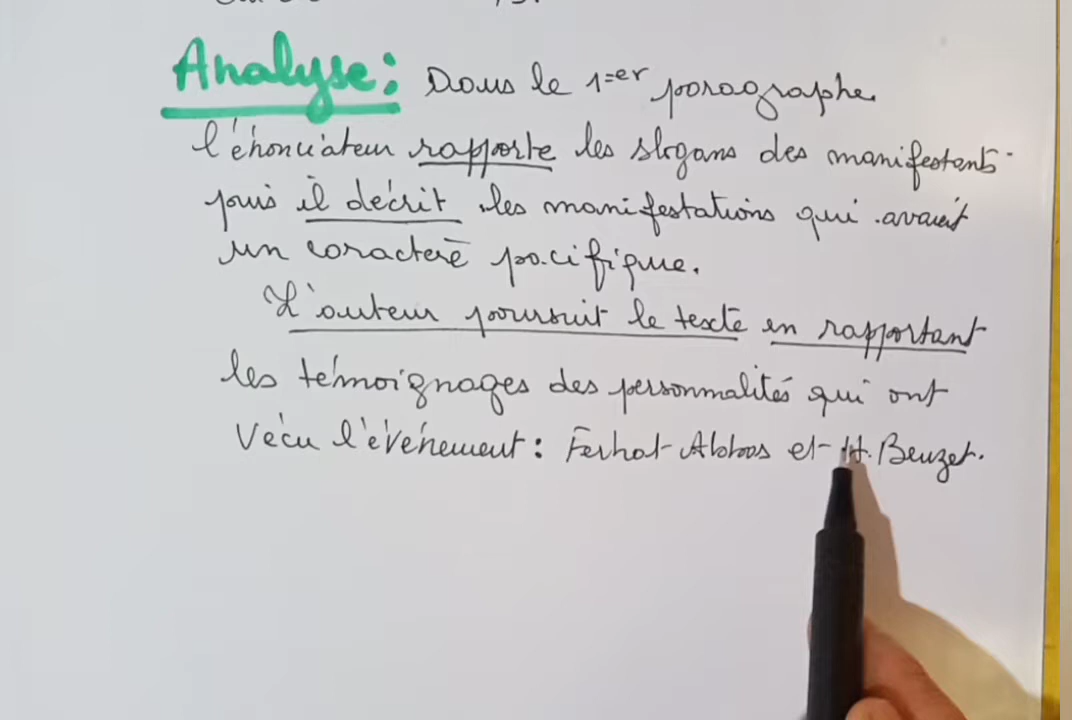 Analyse: Dans le 1er paragraphe
l'énonciateur rapporte les slogans des manifestants
puis il décrit les manifestations qui avaient
un caractère pacifique.
L'auteur poursuit le texte en rapportant
les témoignages des personnalités qui ont
vécu l'événement : Ferhat Abbas et H. Beuzet.